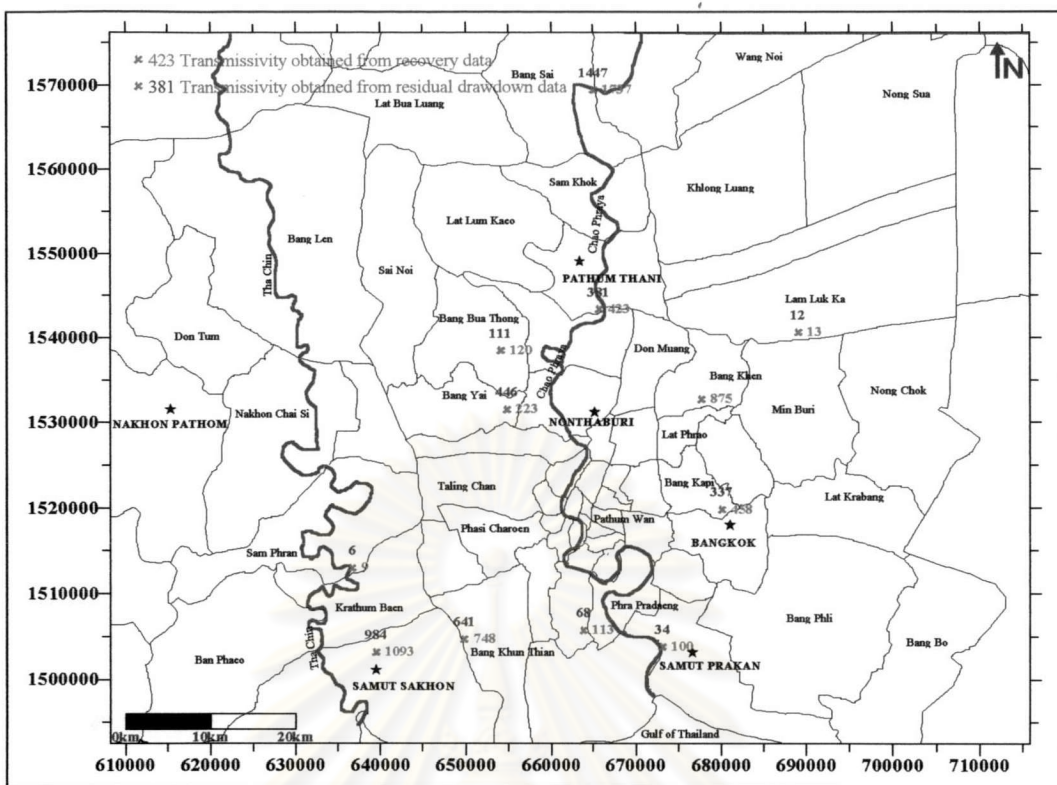 ✖ 423 Transmissivity obtained from recovery data
✖ 381 Transmissivity obtained from residual drawdown data
N
1570000
1560000
1550000
1540000
1530000
1520000
1510000
1500000
Wang Noi
Bang Sai
1447
Nong Sua
Lat Bua Luang
Sam Khok
Khlong Luang
Lat Lum Kaeo
Chao Phraya
Bang Len
Sai Noi
Tha Chin
PATHUM THANI
381
423
Lam Luk Ka
12
13
Don Tum
Bang Bua Thong
111
120
Don Muang
Chao Phraya
Bang Khen
875
Nong Chok
Bang Yai
446
223
Min Buri
NAKHON PATHOM
Nakhon Chai Si
NONTHABURI
Lat Phrao
Bang Kapi
337
458
Lat Krabang
Taling Chan
Phasi Charoen
Pathum Wan
BANGKOK
Sam Phran
6
9
Krathum Baen
Phra Pradaeng
Bang Phli
68
113
641
748
34
100
984
1093
Tha Chin
Bang Khun Thian
Bang Bo
Ban Phaeo
SAMUT PRAKAN
SAMUT SAKHON
Gulf of Thailand
0km 10km 20km
610000 620000 630000 640000 650000 660000 670000 680000 690000 700000 710000